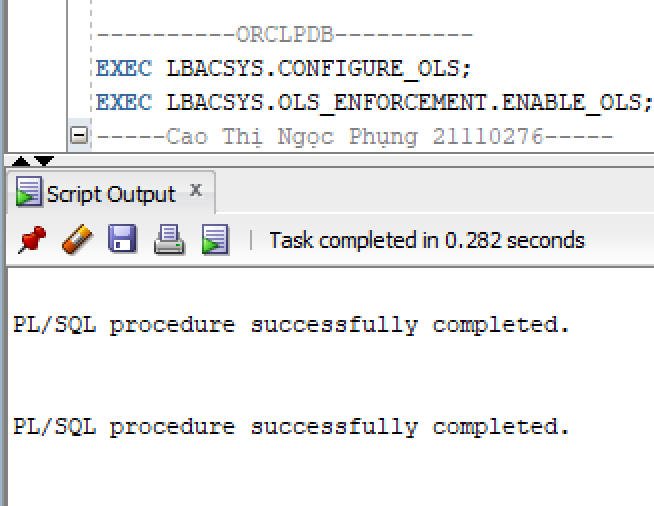 ----------ORCLPDB----------
EXEC LBACSYS.CONFIGURE_OLS;
EXEC LBACSYS.OLS_ENFORCEMENT.ENABLE_OLS;
-----Cao Thị Ngọc Phụng 21110276-----
Script Output x
Task completed in 0.282 seconds
PL/SQL procedure successfully completed.
PL/SQL procedure successfully completed.